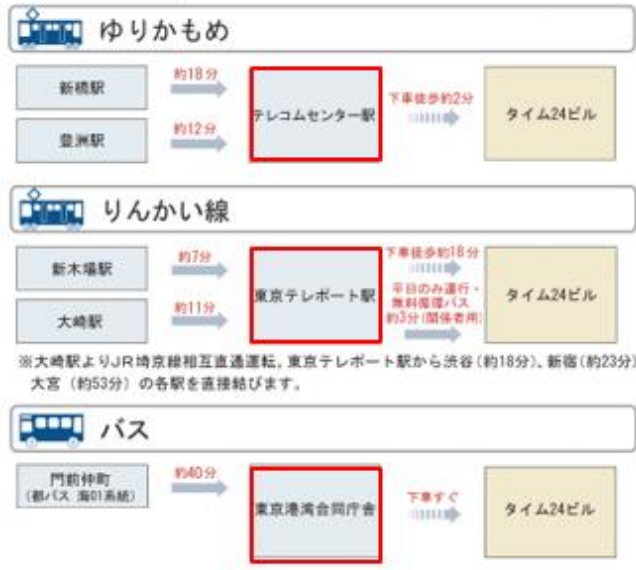 ゆりかもめ
新橋駅
約18分
豊洲駅
約12分
テレコムセンター駅
下車徒歩約2分
タイム24ビル
りんかい線
新木場駅
約7分
大崎駅
約11分
東京テレポート駅
下車徒歩約18分
平日のみ運行・
無料循環バス
約3分(関係者用)
タイム24ビル
※大崎駅よりJR埼京線相互直通運転。東京テレポート駅から渋谷(約18分)、新宿(約23分)
大宮（約53分）の各駅を直接結びます。
バス
門前仲町
(都バス 海01系統)
約40分
東京港湾合同庁舎
下車すぐ
タイム24ビル